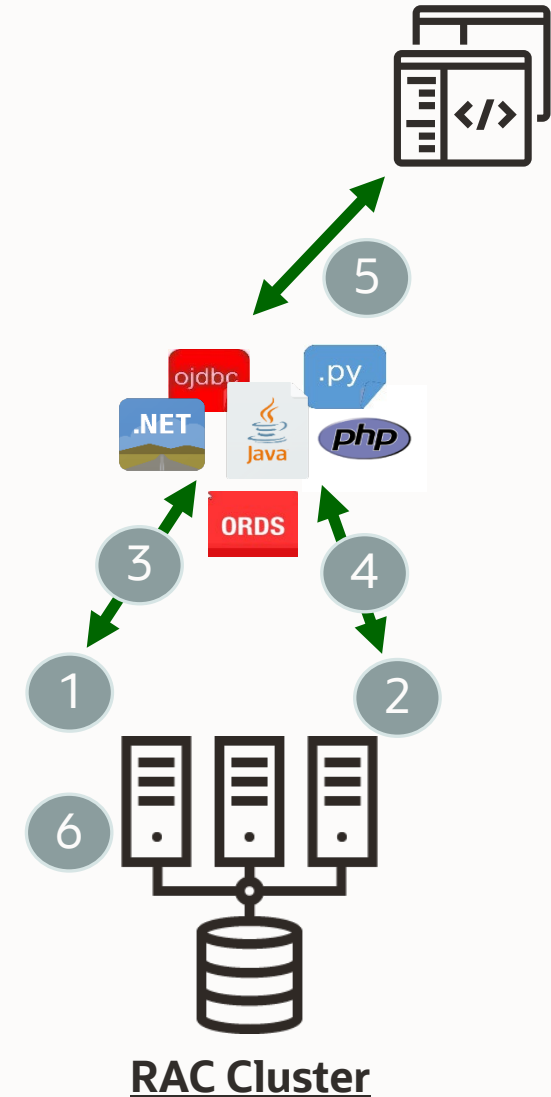 </>
5
ojdbc
.py
.NET
Java
php
ORDS
3
4
1
2
6
RAC Cluster